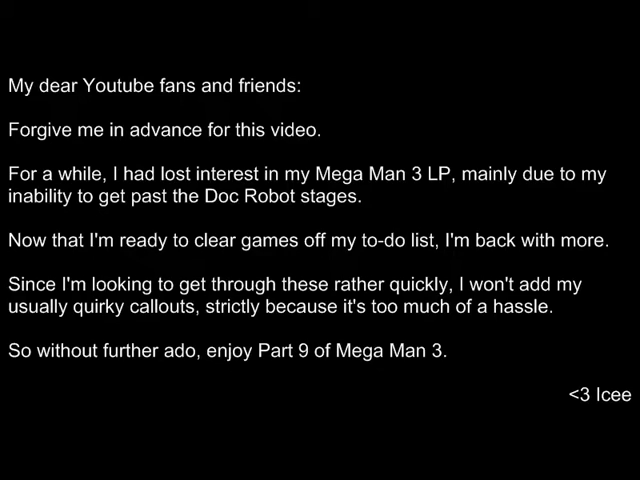 My dear Youtube fans and friends:
Forgive me in advance for this video.
For a while, I had lost interest in my Mega Man 3 LP, mainly due to my
inability to get past the Doc Robot stages.
Now that I'm ready to clear games off my to-do list, I'm back with more.
Since I'm looking to get through these rather quickly, I won't add my
usually quirky callouts, strictly because it's too much of a hassle.
So without further ado, enjoy Part 9 of Mega Man 3.
<3 Icee